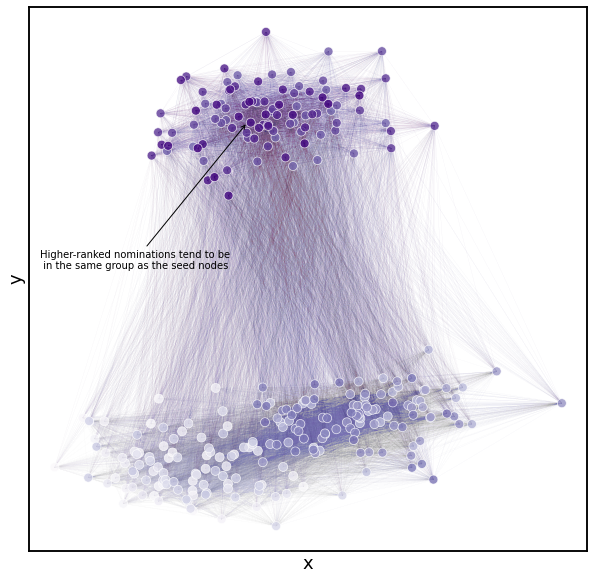 Higher-ranked nominations tend to be
in the same group as the seed nodes
y
x